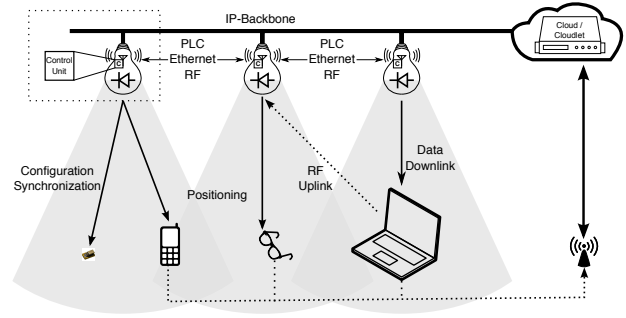 IP-Backbone
Cloud /
Cloudlet
PLC
Ethernet
RF
PLC
Ethernet
RF
Control
Unit
C
C
C
Configuration
Synchronization
Positioning
RF
Uplink
Data
Downlink